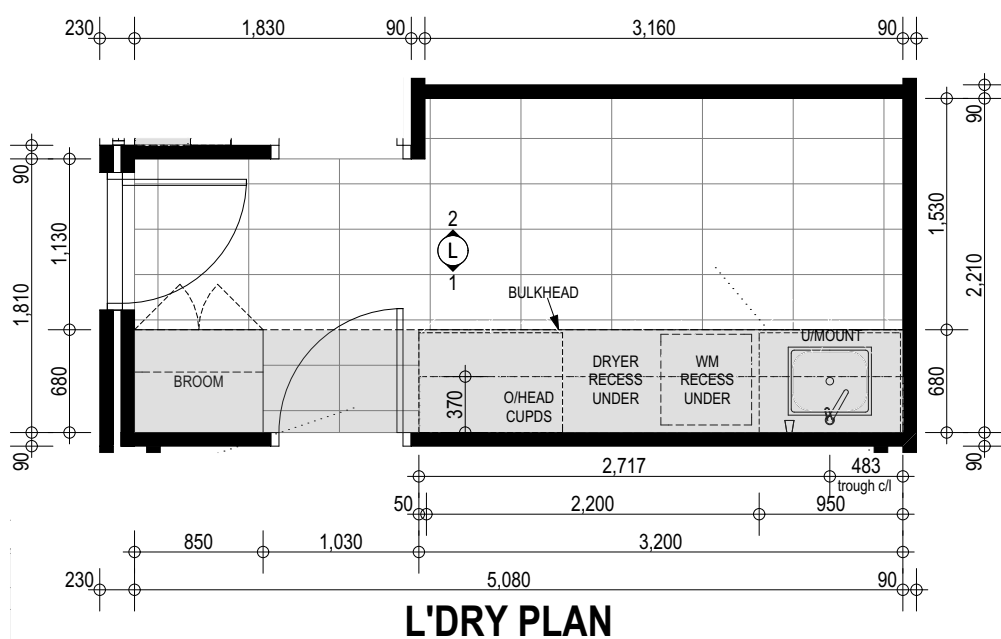 230 1,830 90 3,160 90
90
90
1,130
1,810
680
90
2
L
1
BULKHEAD
U/MOUNT
BROOM
370
O/HEAD
CUPDS
DRYER
RECESS
UNDER
WM
RECESS
UNDER
1,530
2,210
680
90
2,717 483
trough c/l
50 2,200 950
850 1,030 3,200
230 5,080 90
L'DRY PLAN